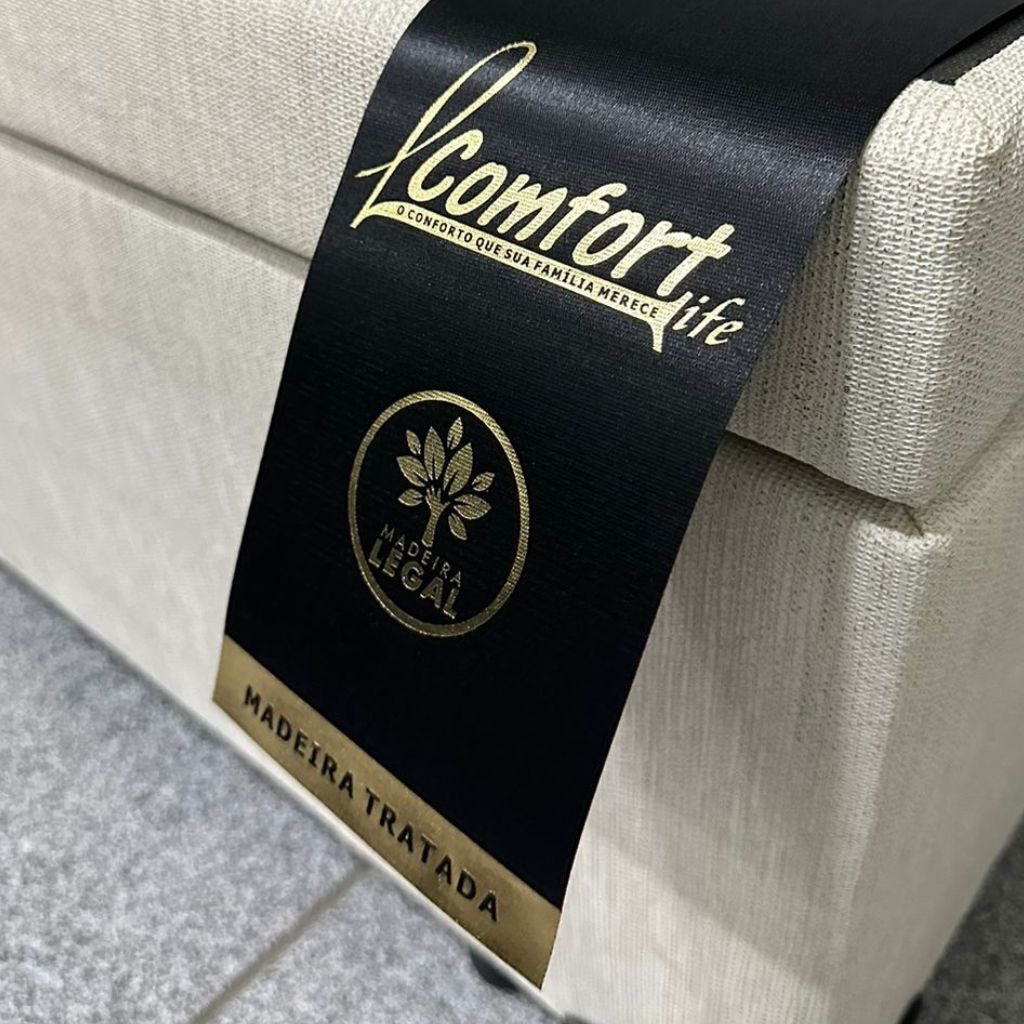 Comfort
O CONFORTO QUE SUA FAMÍLIA MERECE
Life
MADEIRA
LEGAL
MADEIRA TRATADA